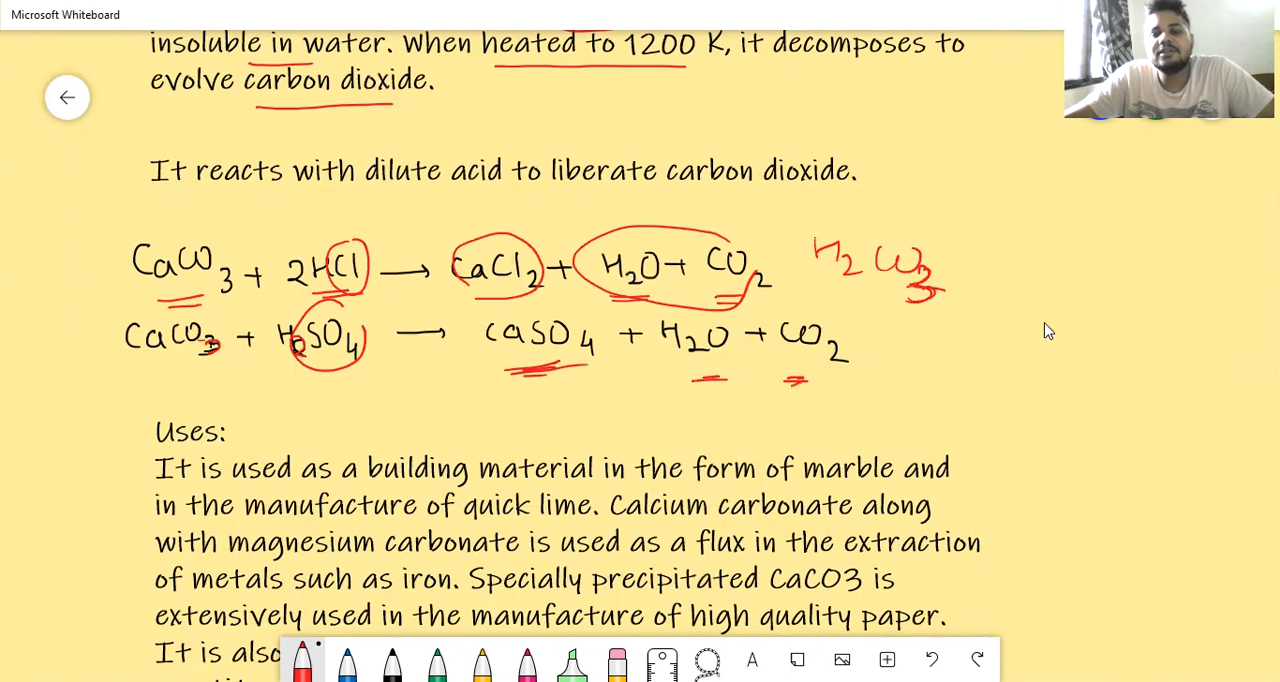 Microsoft Whiteboard
insoluble in water. When heated to 1200 K, it decomposes to
evolve carbon dioxide.
It reacts with dilute acid to liberate carbon dioxide.
CaCO3 + 2HCl → CaCl2 + H2O + CO2 H2CO3
CaCO3 + H2SO4 → CaSO4 + H2O + CO2
Uses:
It is used as a building material in the form of marble and
in the manufacture of quick lime. Calcium carbonate along
with magnesium carbonate is used as a flux in the extraction
of metals such as iron. Specially precipitated CaCO3 is
extensively used in the manufacture of high quality paper.
It is also
A